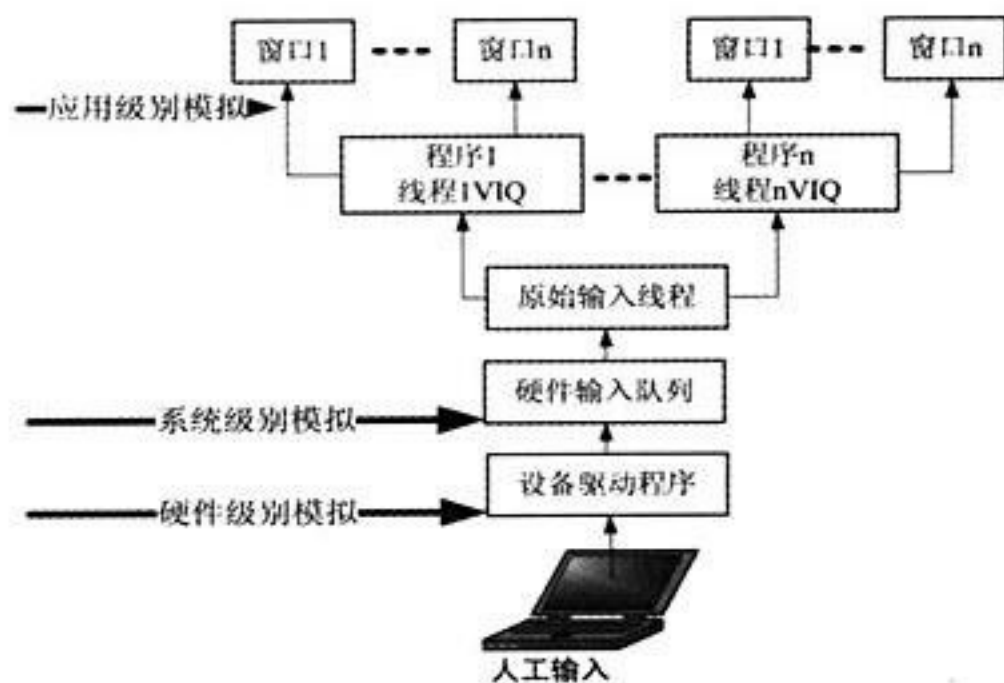 窗口1
窗口n
窗口1
窗口n
应用级别模拟
程序1
线程1VIQ
程序n
线程nVIQ
原始输入线程
硬件输入队列
系统级别模拟
设备驱动程序
硬件级别模拟
人工输入